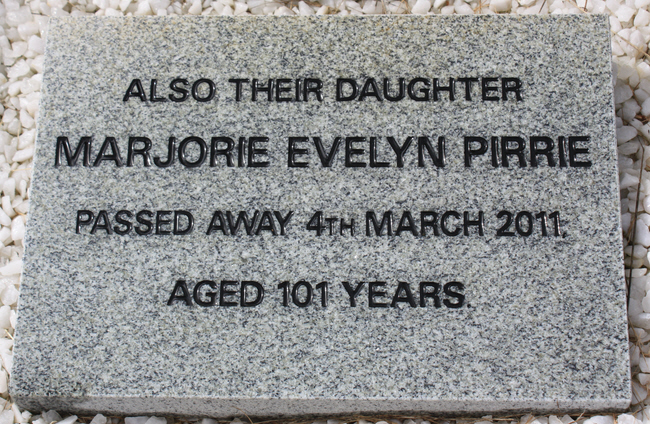 ALSO THEIR DAUGHTER
MARJORIE EVELYN PIRRIE
PASSED AWAY 4TH MARCH 2011.
AGED 101 YEARS.